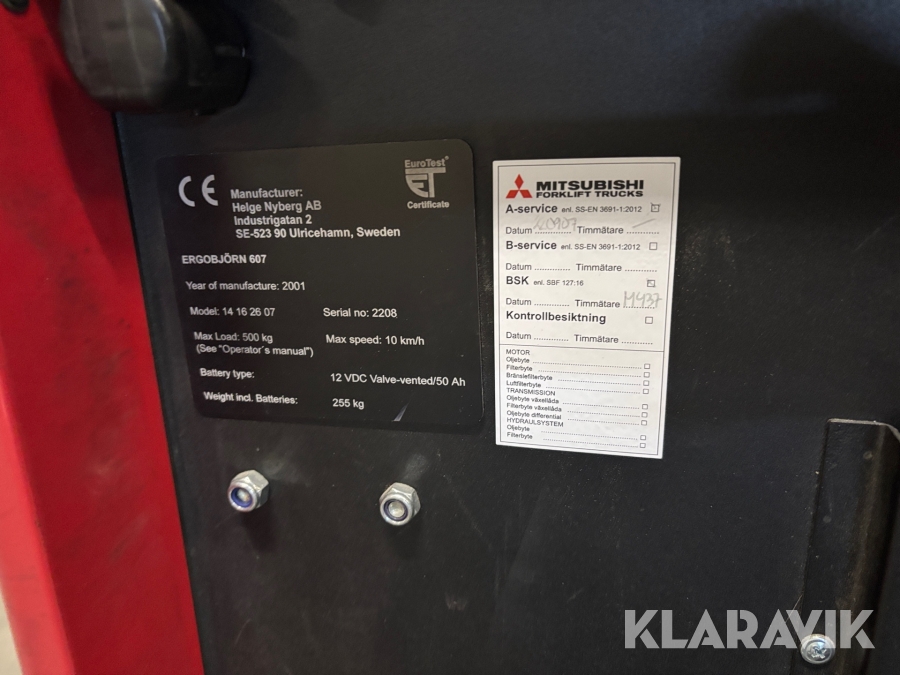 CE
EuroTest
ET
Certificate
Manufacturer:
Helge Nyberg AB
Industrigatan 2
SE-523 90 Ulricehamn, Sweden
ERGOBJÖRN 607
Year of manufacture: 2001
Model: 14 16 26 07 Serial no: 2208
Max Load: 500 kg Max speed: 10 km/h
(See "Operator´s manual")
Battery type: 12 VDC Valve-vented/50 Ah
Weight incl. Batteries: 255 kg
MITSUBISHI
FORKLIFT TRUCKS
A-service enl. SS-EN 3691-1:2012
Datum Timmätare
B-service enl. SS-EN 3691-1:2012
Datum ........... Timmätare ...........
BSK enl. SBF 127:16
Datum ........... Timmätare
Kontrollbesiktning
Datum ........... Timmätare ...........
MOTOR
Oljebyte
Filterbyte
Bränslefilterbyte
Luftfilterbyte
TRANSMISSION
Oljebyte växellåda
Filterbyte växellåda
Oljebyte differential
HYDRAULSYSTEM
Oljebyte
Filterbyte
KLARAVIK